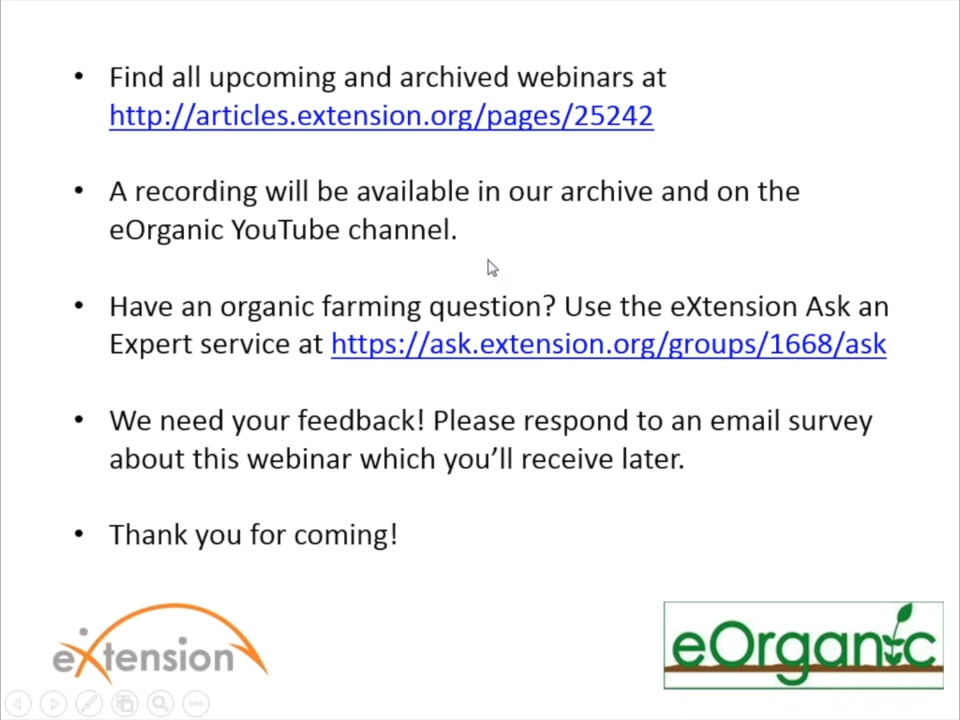 • Find all upcoming and archived webinars at
http://articles.extension.org/pages/25242
• A recording will be available in our archive and on the
eOrganic YouTube channel.
• Have an organic farming question? Use the eXtension Ask an
Expert service at https://ask.extension.org/groups/1668/ask
• We need your feedback! Please respond to an email survey
about this webinar which you’ll receive later.
• Thank you for coming!
eXtension
eOrganic